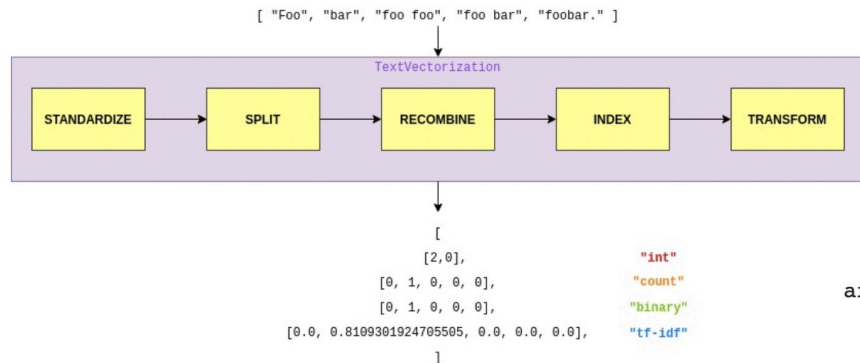 [ "Foo", "bar", "foo foo", "foo bar", "foobar." ]
TextVectorization
STANDARDIZE
SPLIT
RECOMBINE
INDEX
TRANSFORM
[
[2,0], "int"
[0, 1, 0, 0, 0], "count"
[0, 1, 0, 0, 0], "binary"
[0.0, 0.8109301924705505, 0.0, 0.0, 0.0], "tf-idf"
]